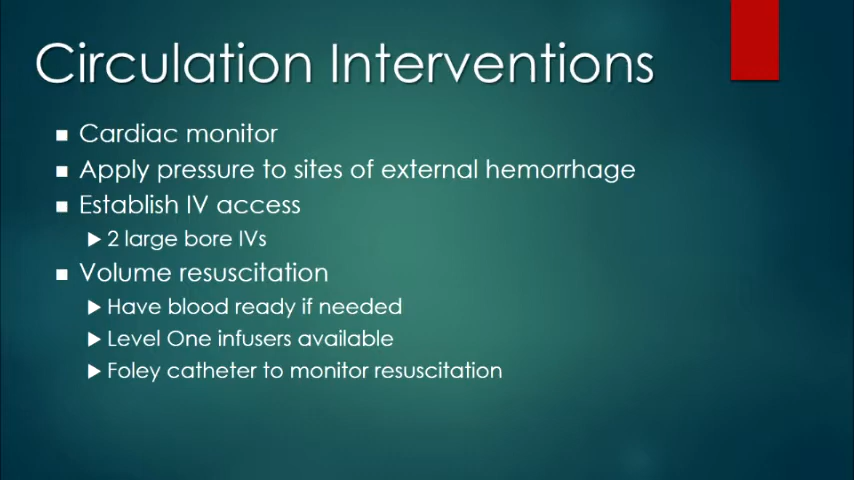 Circulation Interventions
Cardiac monitor
Apply pressure to sites of external hemorrhage
Establish IV access
2 large bore IVs
Volume resuscitation
Have blood ready if needed
Level One infusers available
Foley catheter to monitor resuscitation